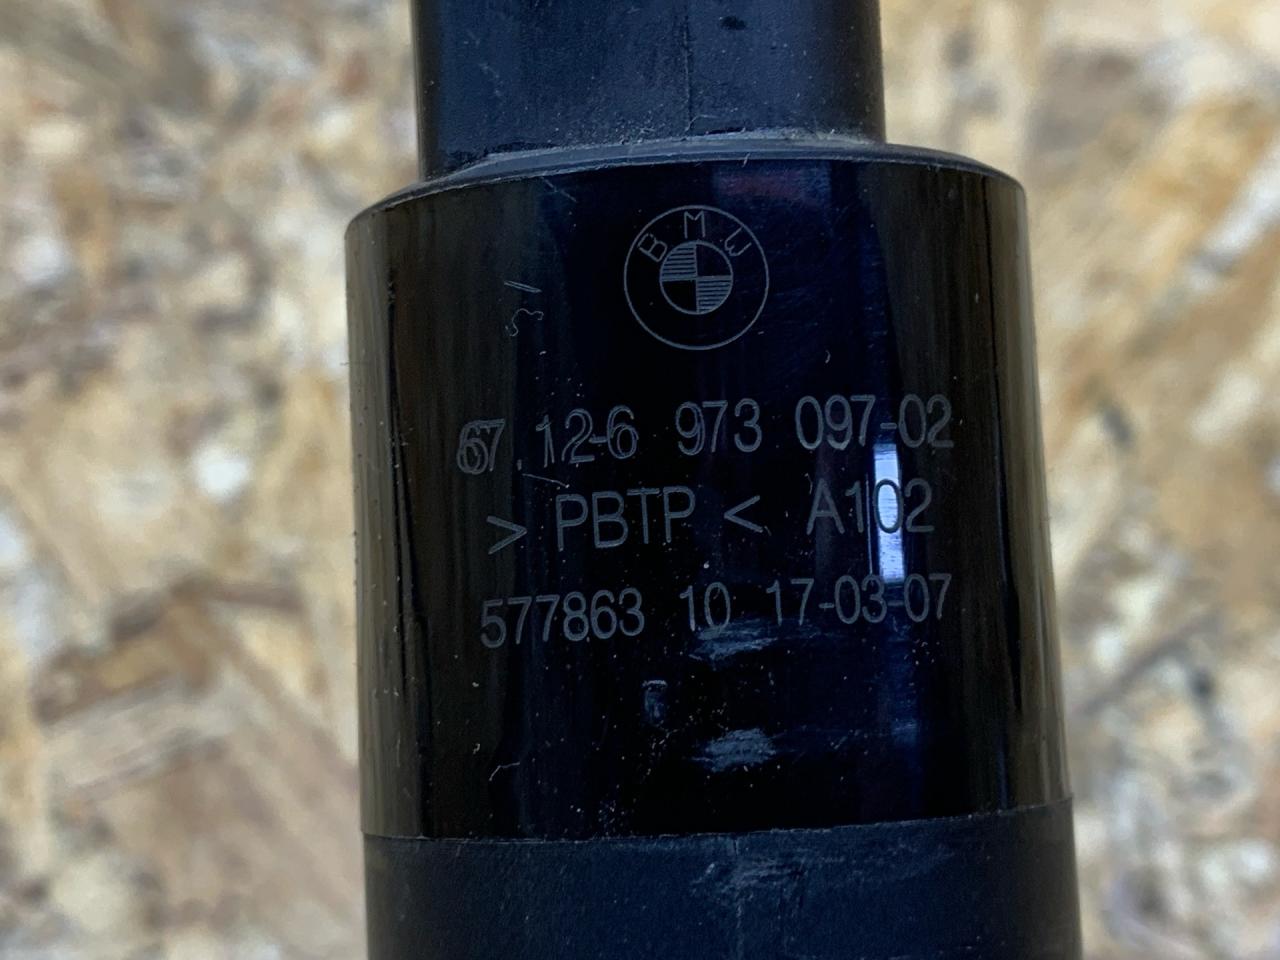 BMW
67.12-6 973 097-02
> PBTP < A102
577863 10 17-03-07